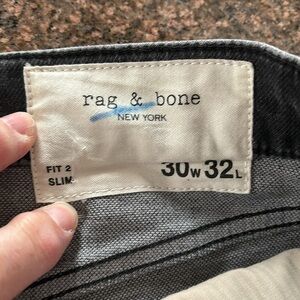 rag & bone
NEW YORK
FIT 2
SLIM
30W 32L